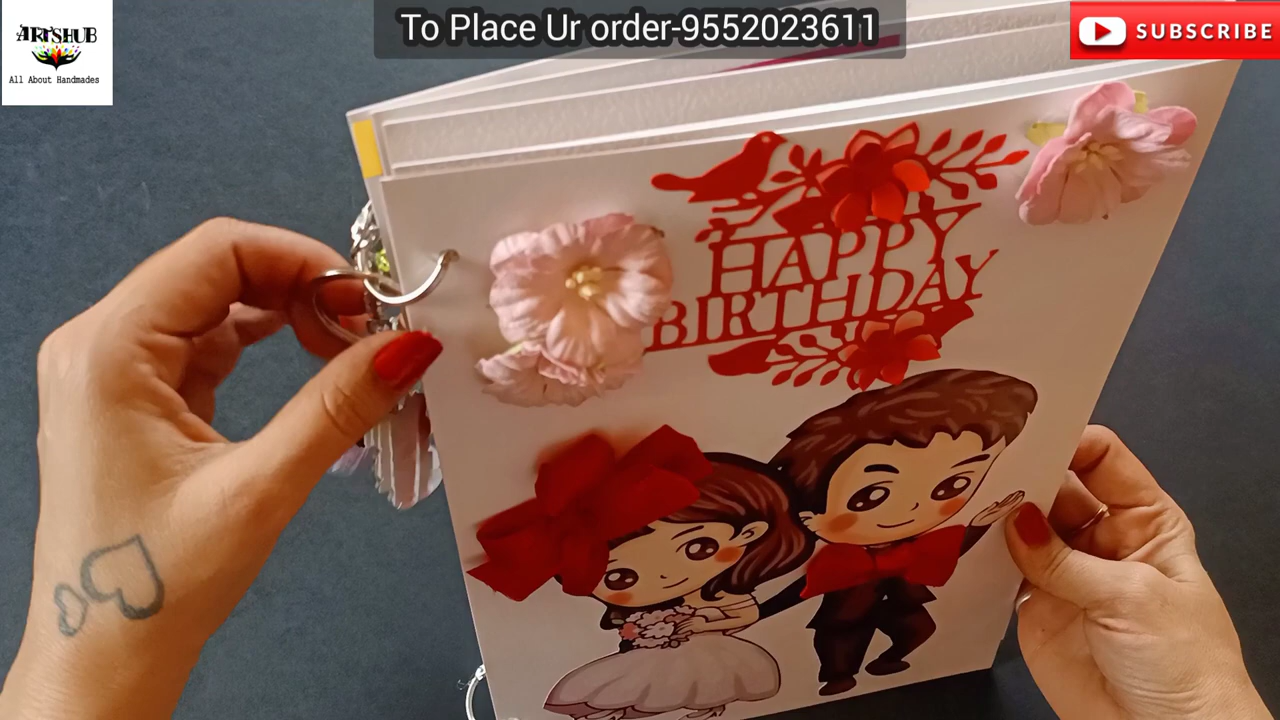 To Place Ur order-9552023611
ARTSHUB
All About Handmades
SUBSCRIBE
HAPPY
BIRTHDAY